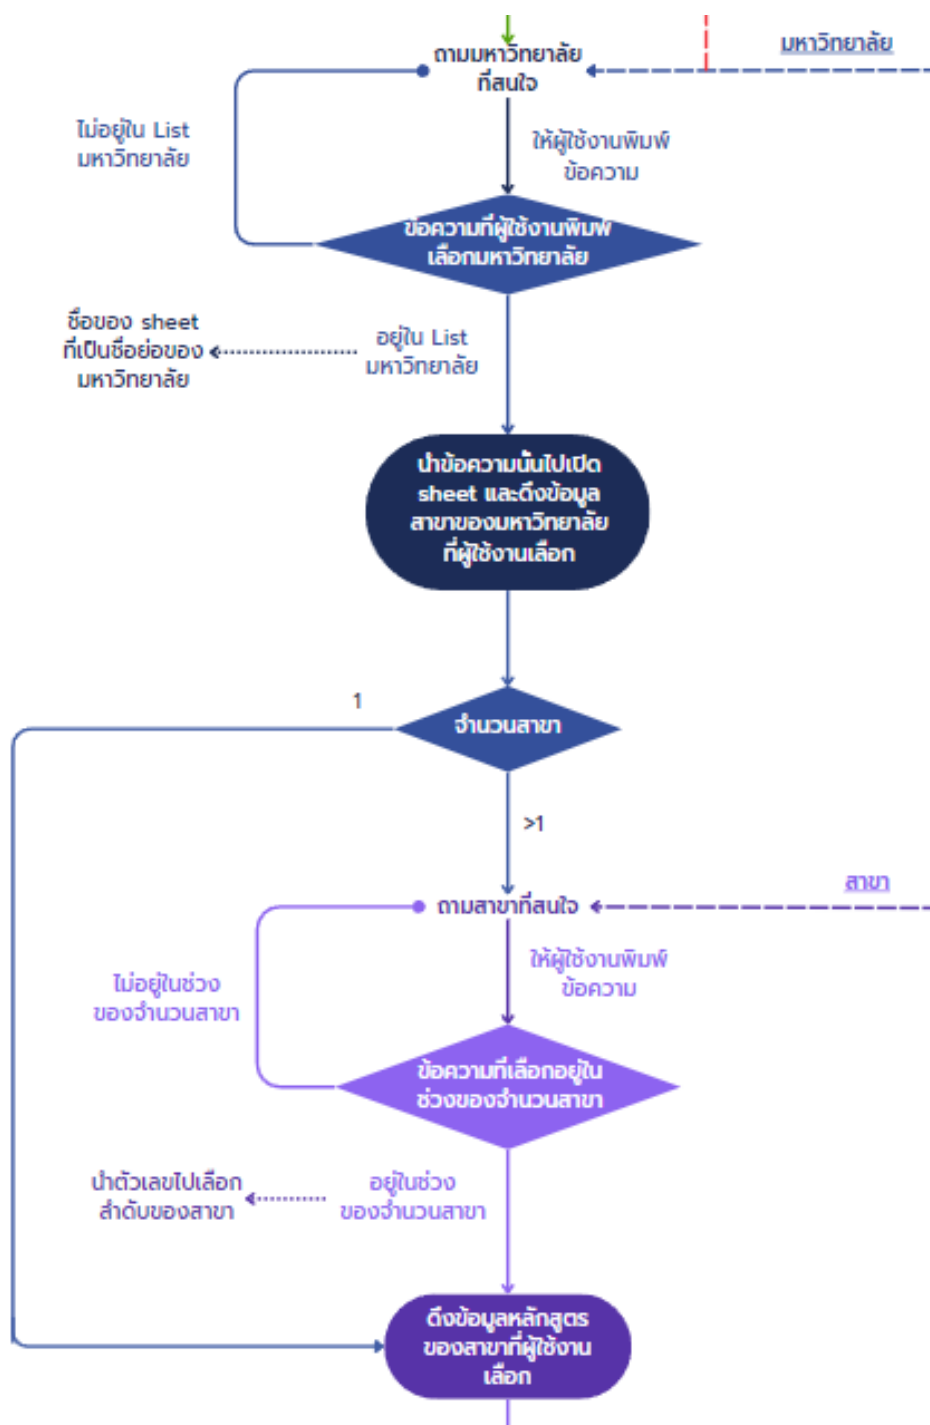 มหาวิทยาลัย
ถามมหาวิทยาลัย
ที่สนใจ
ไม่อยู่ใน List
มหาวิทยาลัย
ให้ผู้ใช้งานพิมพ์
ข้อความ
ข้อความที่ผู้ใช้งานพิมพ์
เลือกมหาวิทยาลัย
ชื่อของ sheet
ที่เป็นชื่อย่อของ
มหาวิทยาลัย
อยู่ใน List
มหาวิทยาลัย
นำข้อความนั้นไปเปิด
sheet และดึงข้อมูล
สาขาของมหาวิทยาลัย
ที่ผู้ใช้งานเลือก
1
จำนวนสาขา
>1
สาขา
ถามสาขาที่สนใจ
ไม่อยู่ในช่วง
ของจำนวนสาขา
ให้ผู้ใช้งานพิมพ์
ข้อความ
ข้อความที่เลือกอยู่ใน
ช่วงของจำนวนสาขา
นำตัวเลขไปเลือก
ลำดับของสาขา
อยู่ในช่วง
ของจำนวนสาขา
ดึงข้อมูลหลักสูตร
ของสาขาที่ผู้ใช้งาน
เลือก